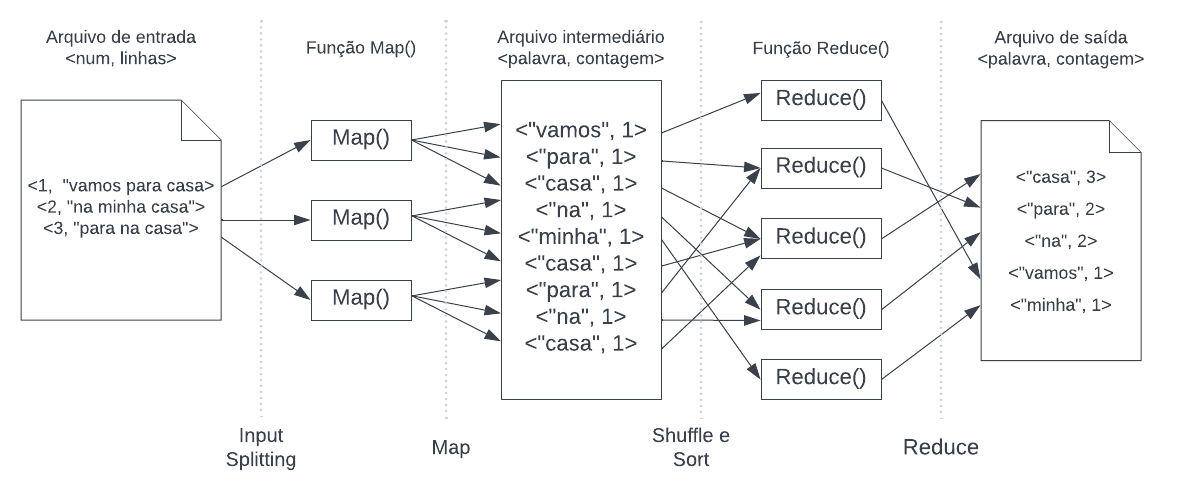 Arquivo de entrada
<num, linhas>
Função Map()
Arquivo intermediário
<palavra, contagem>
Função Reduce()
Arquivo de saída
<palavra, contagem>
<1,  "vamos para casa>
<2, "na minha casa">
<3, "para na casa">
Map()
Map()
Map()
<"vamos", 1>
<"para", 1>
<"casa", 1>
<"na", 1>
<"minha", 1>
<"casa", 1>
<"para", 1>
<"na", 1>
<"casa", 1>
Reduce()
Reduce()
Reduce()
Reduce()
Reduce()
<"casa", 3>
<"para", 2>
<"na", 2>
<"vamos", 1>
<"minha", 1>
Input
Splitting
Map
Shuffle e
Sort
Reduce